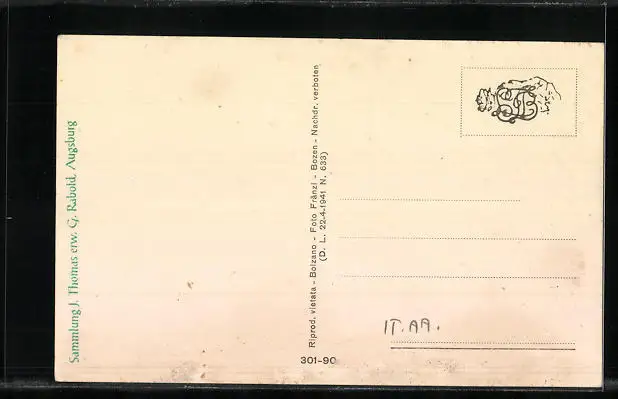 Sammlung J. Thomas erw. G. Rabold, Augsburg
Riprod. vietata - Bolzano - Foto Fränzl - Bozen - Nachdr. verboten
(D. L. 22-4-1941 N. 633)
IT.AA.
301-90